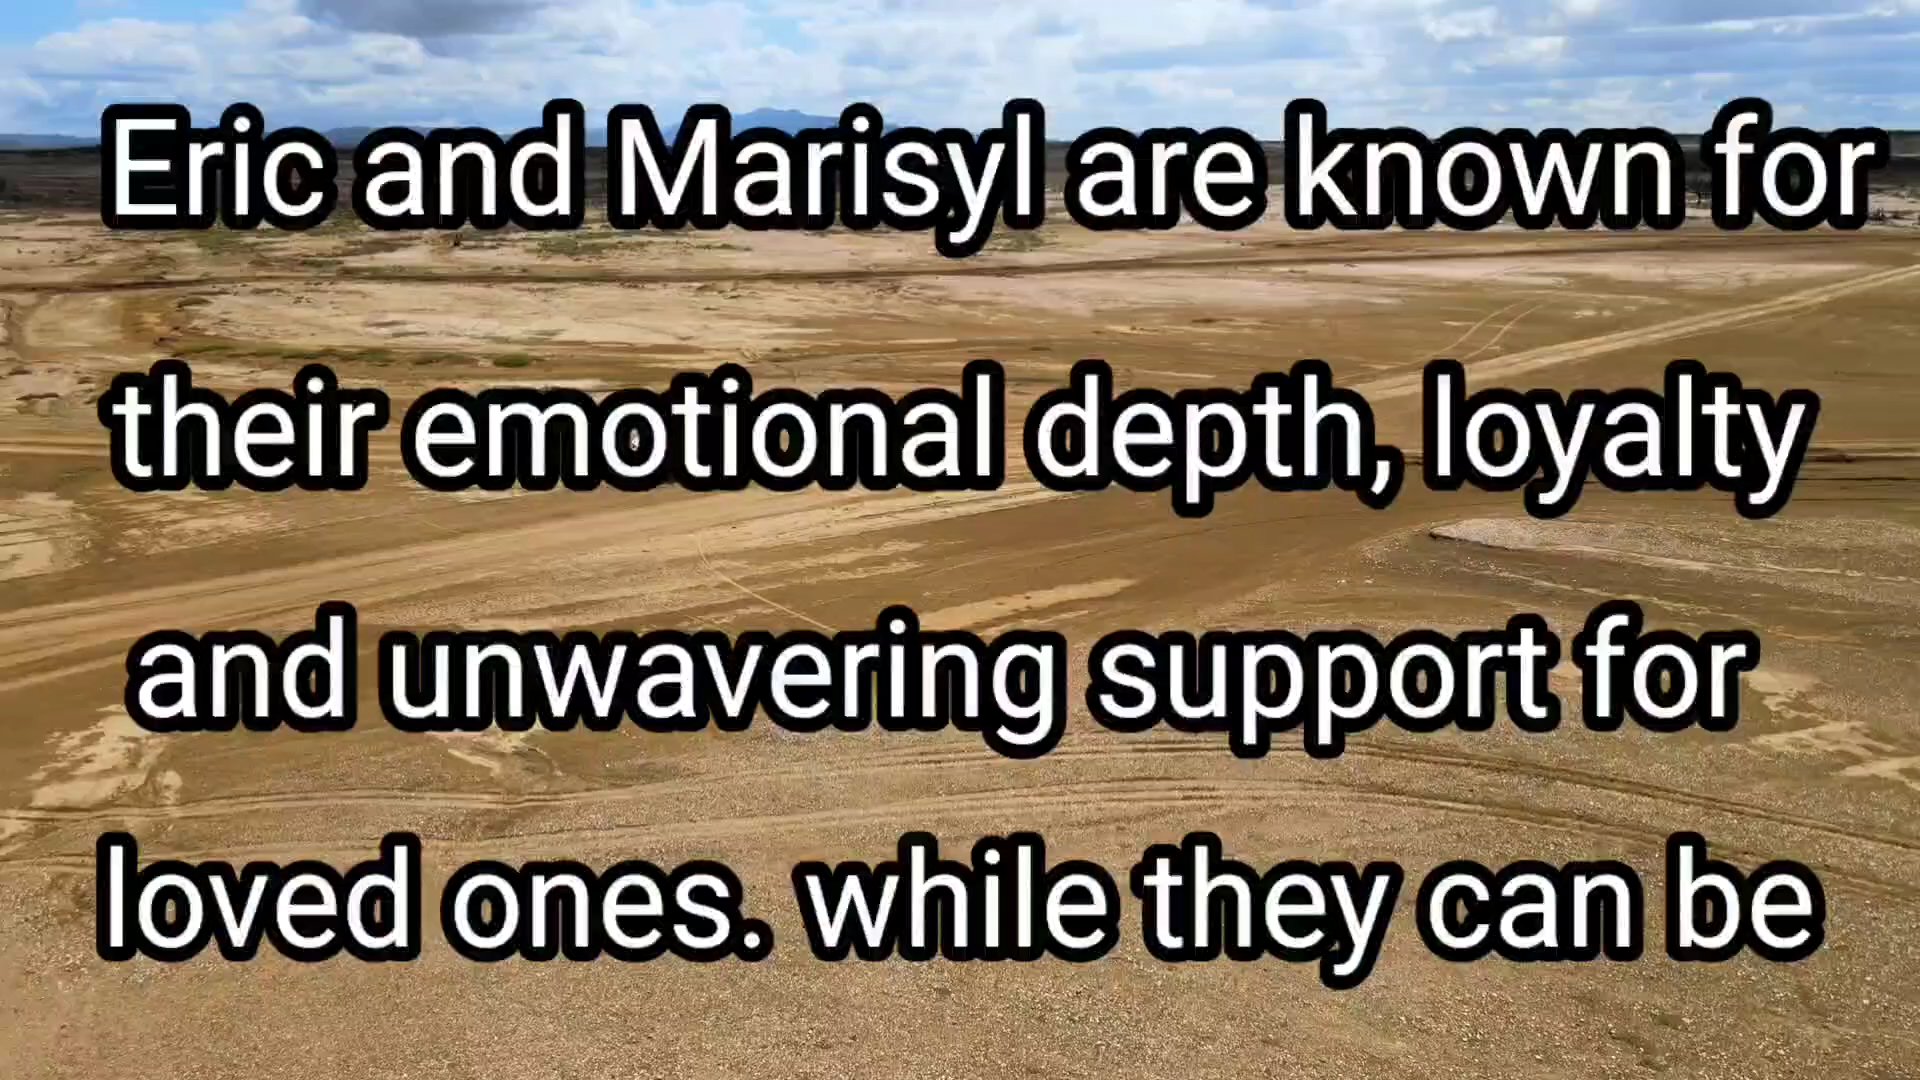 Eric and Marisyl are known for
their emotional depth, loyalty
and unwavering support for
loved ones. while they can be